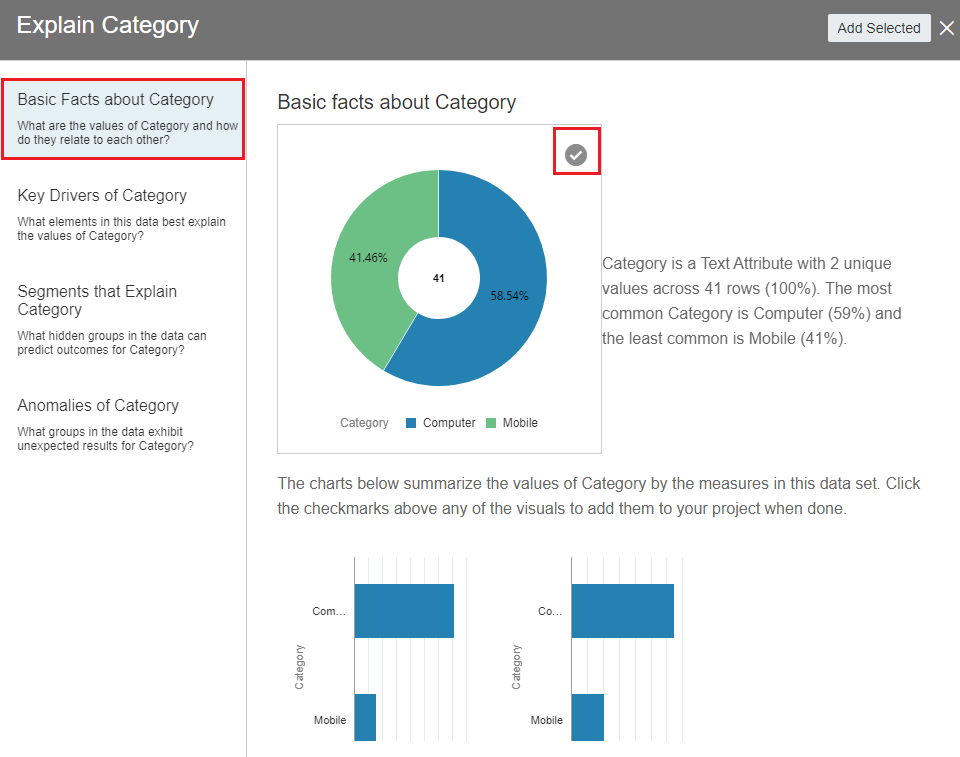 Explain Category
Add Selected
Basic Facts about Category
What are the values of Category and how
do they relate to each other?
Key Drivers of Category
What elements in this data best explain
the values of Category?
Segments that Explain
Category
What hidden groups in the data can
predict outcomes for Category?
Anomalies of Category
What groups in the data exhibit
unexpected results for Category?
Basic facts about Category
41.46%
41
58.54%
Category Computer Mobile
Category is a Text Attribute with 2 unique
values across 41 rows (100%). The most
common Category is Computer (59%) and
the least common is Mobile (41%).
The charts below summarize the values of Category by the measures in this data set. Click
the checkmarks above any of the visuals to add them to your project when done.
Category
Com...
Mobile
Category
Co...
Mobile